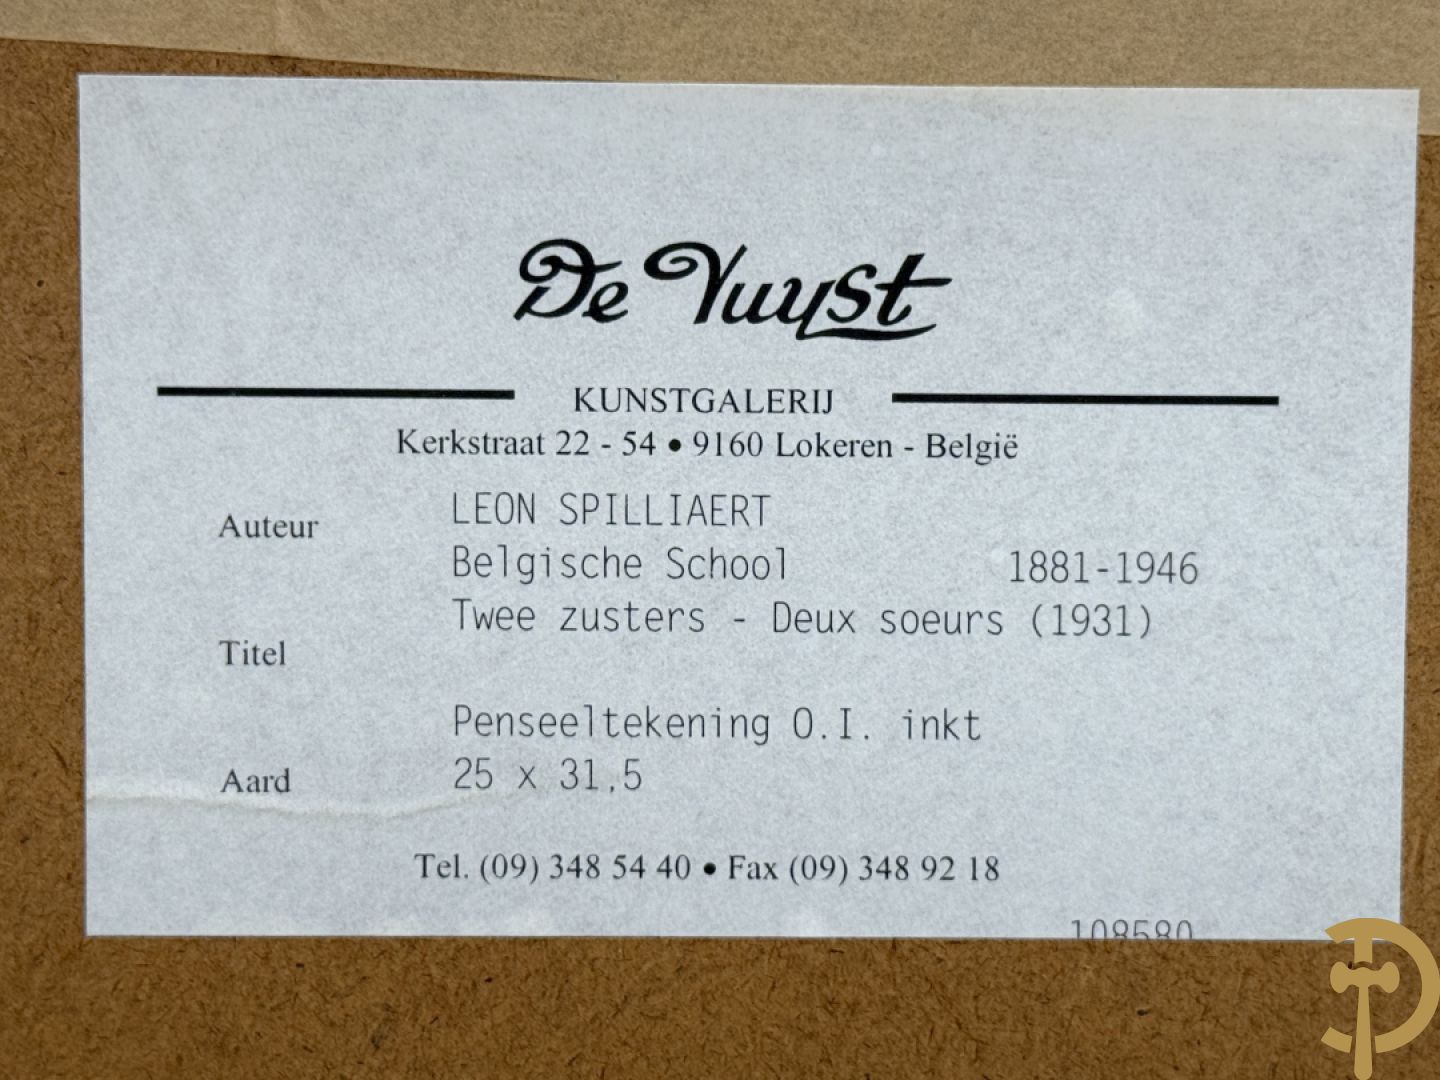 De Vuyst
KUNSTGALERIJ
Kerkstraat 22 - 54 • 9160 Lokeren - België
Auteur LEON SPILLIAERT
Belgische School 1881-1946
Twee zusters - Deux soeurs (1931)
Titel
Penseeltekening O.I. inkt
Aard 25 x 31,5
Tel. (09) 348 54 40 • Fax (09) 348 92 18
108580